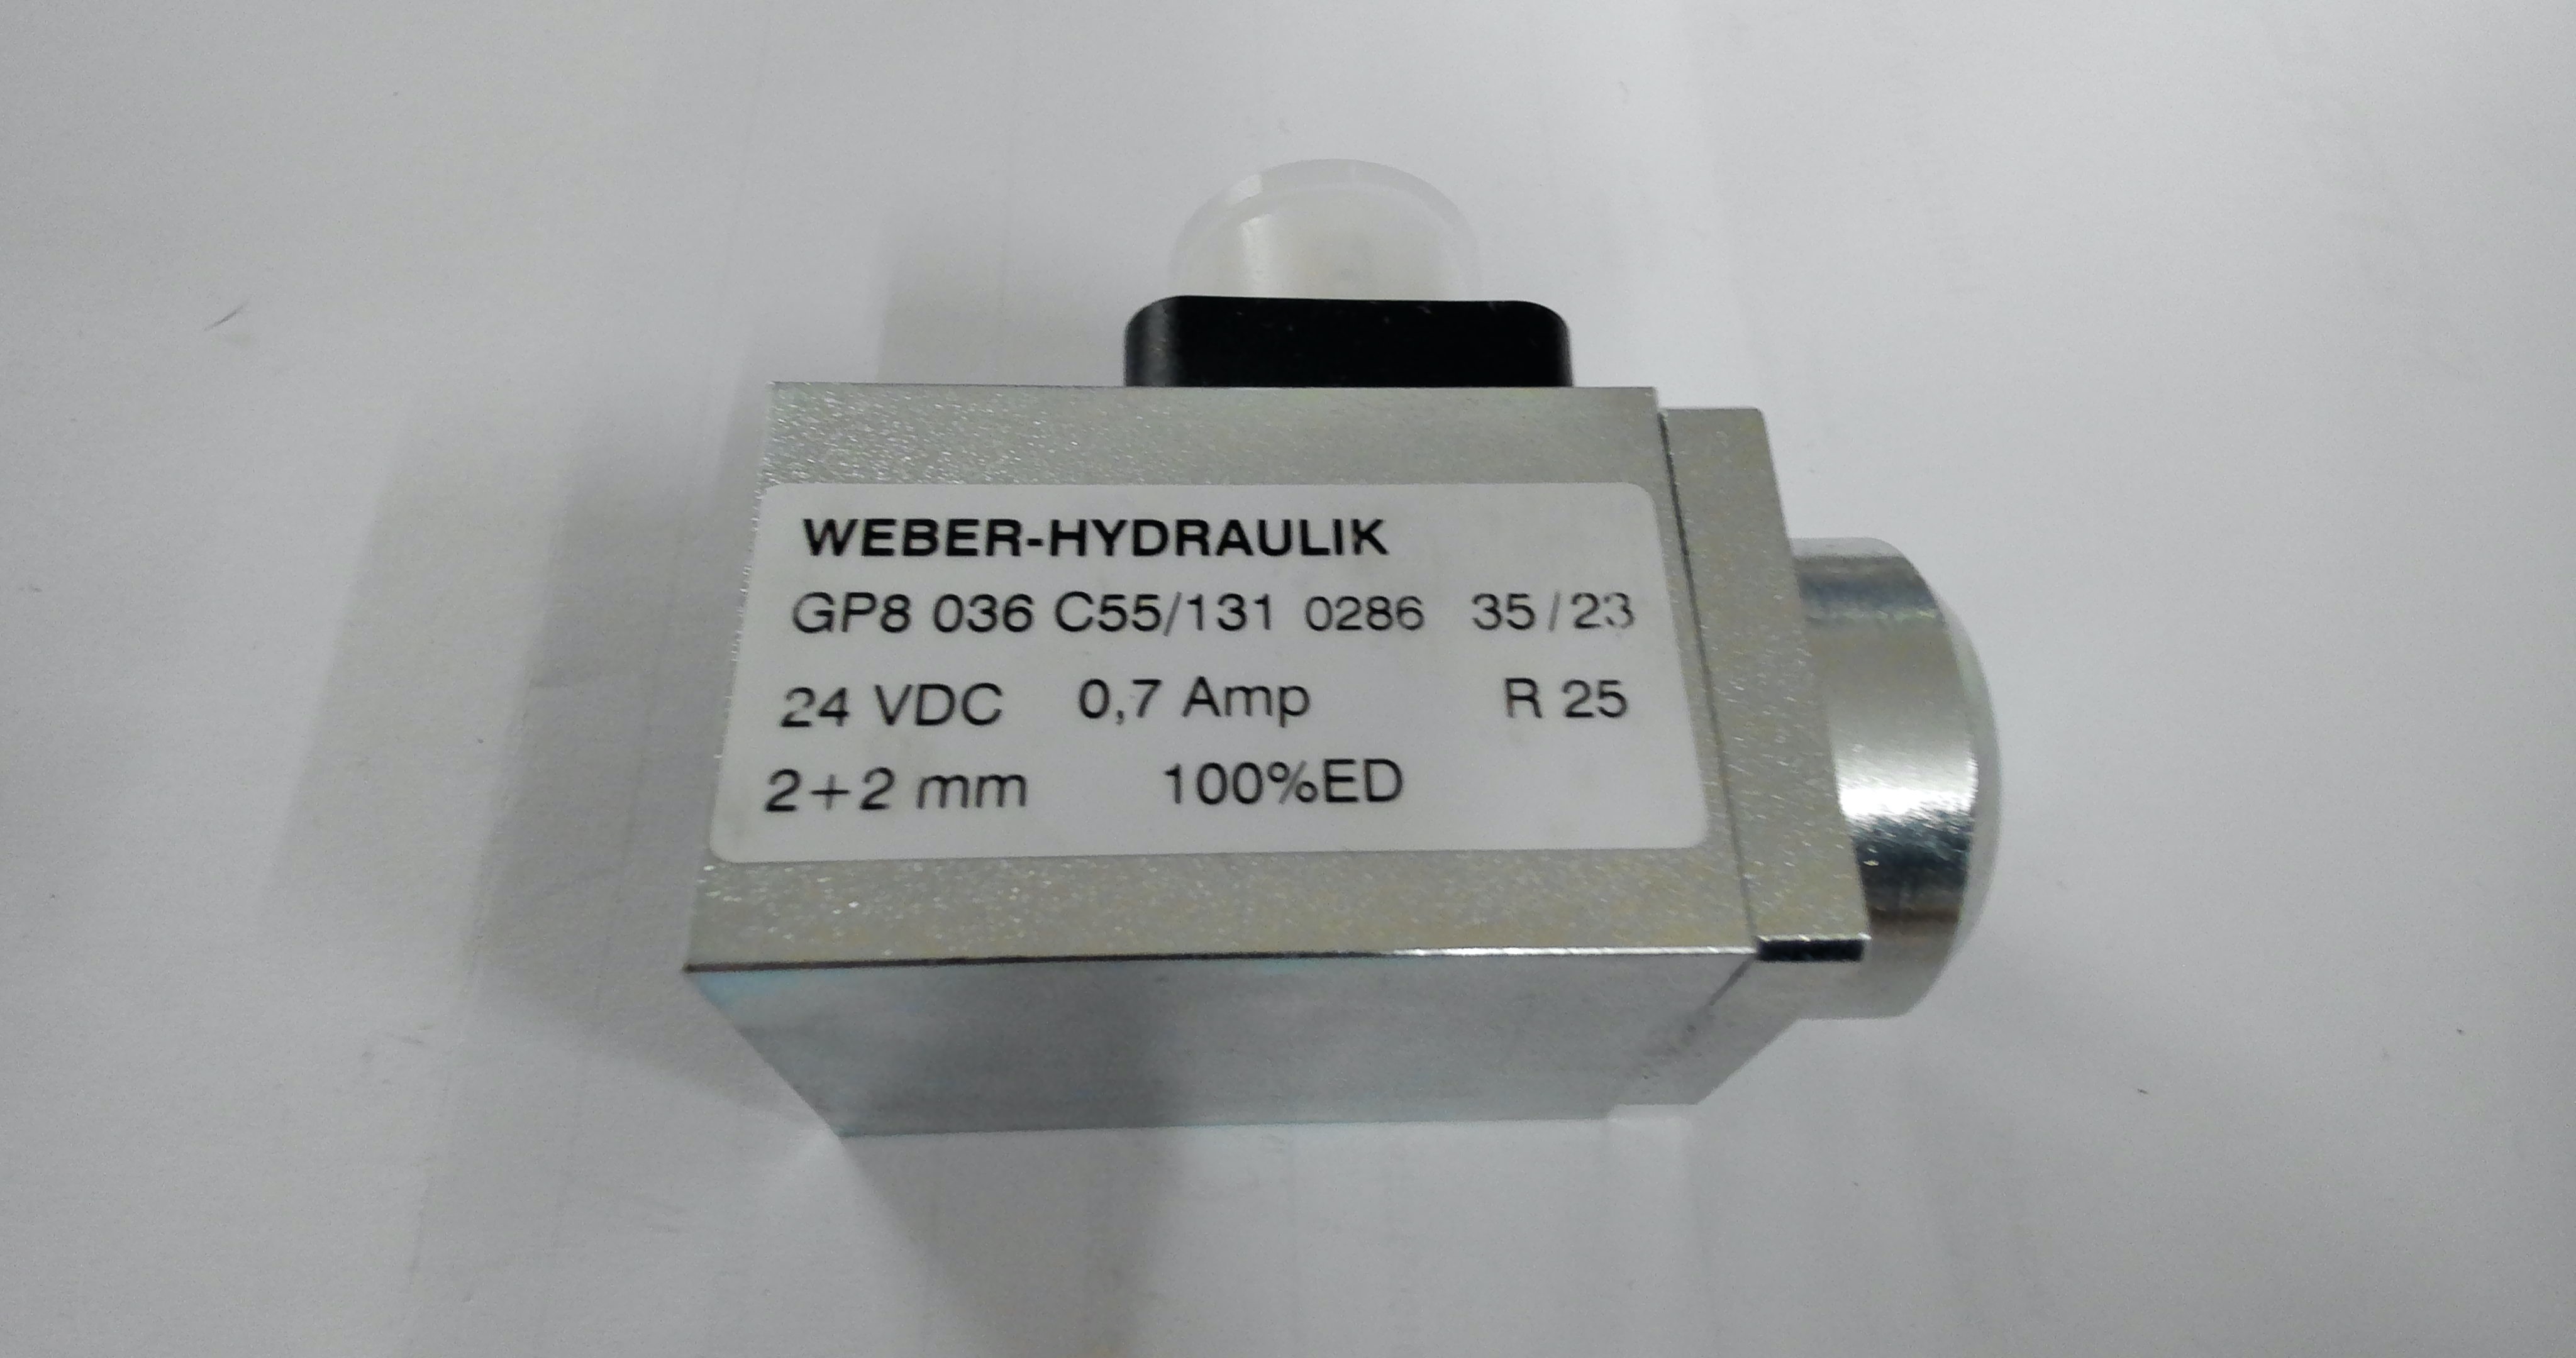 WEBER-HYDRAULIK
GP8 036 C55/131 0286 35/23
24 VDC 0,7 Amp R 25
2+2 mm 100%ED